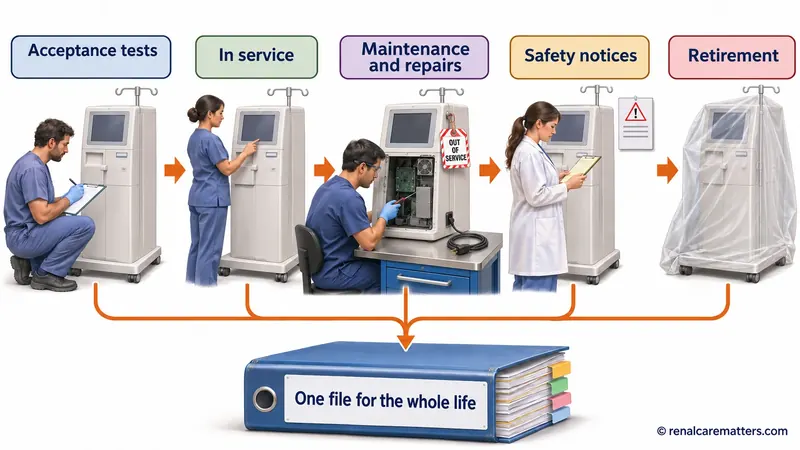 Acceptance tests
In service
Maintenance
and repairs
Safety notices
Retirement
OUT
OF
SERVICE
One file for the whole life
© renalcarematters.com